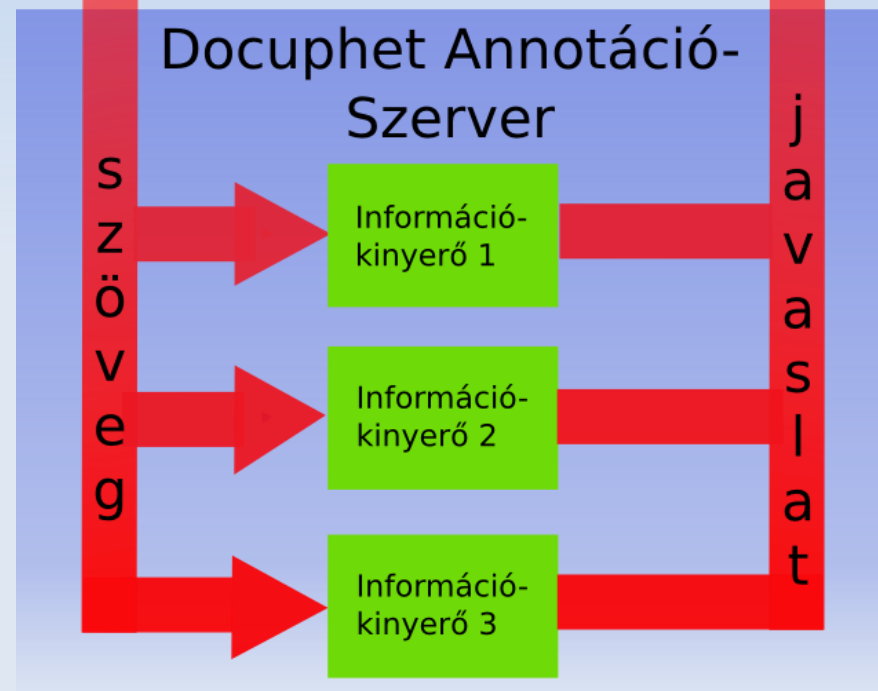 Docuphet Annotáció-
Szerver
szöveg
Információ-
kinyerő 1
Információ-
kinyerő 2
Információ-
kinyerő 3
javaslat